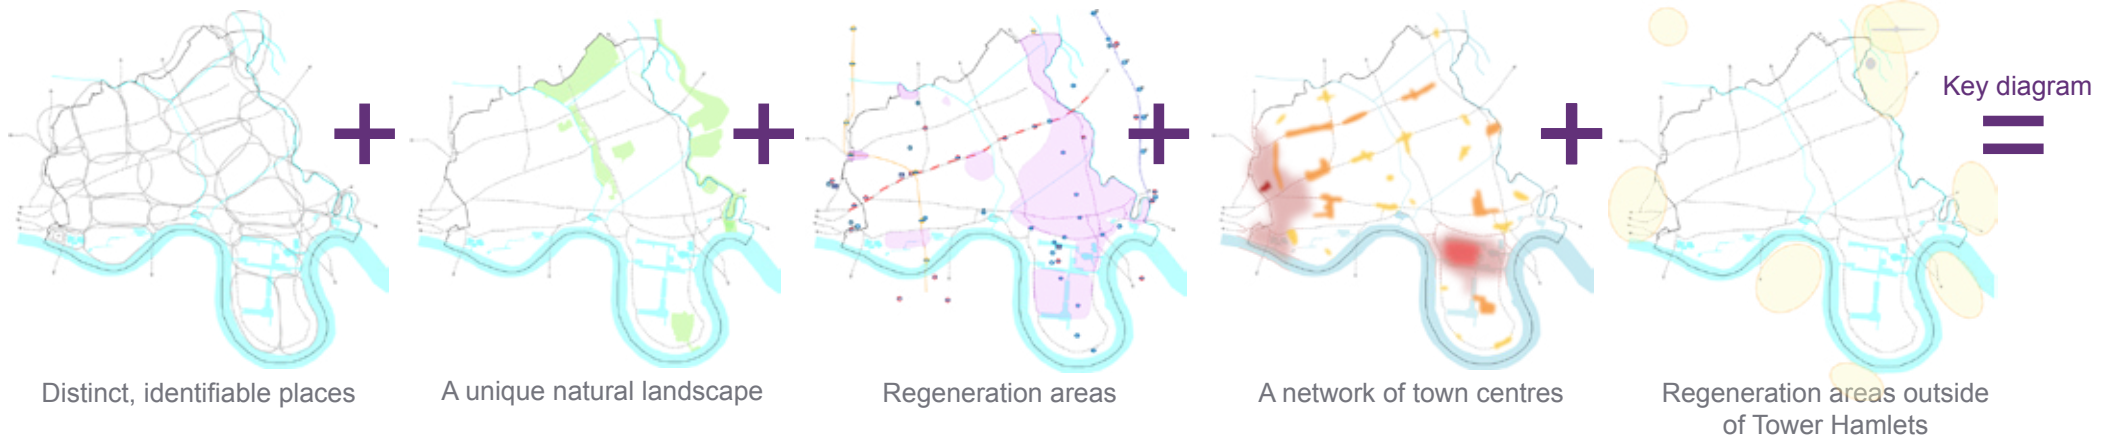 Key diagram
Distinct, identifiable places
A unique natural landscape
Regeneration areas
A network of town centres
Regeneration areas outside
of Tower Hamlets